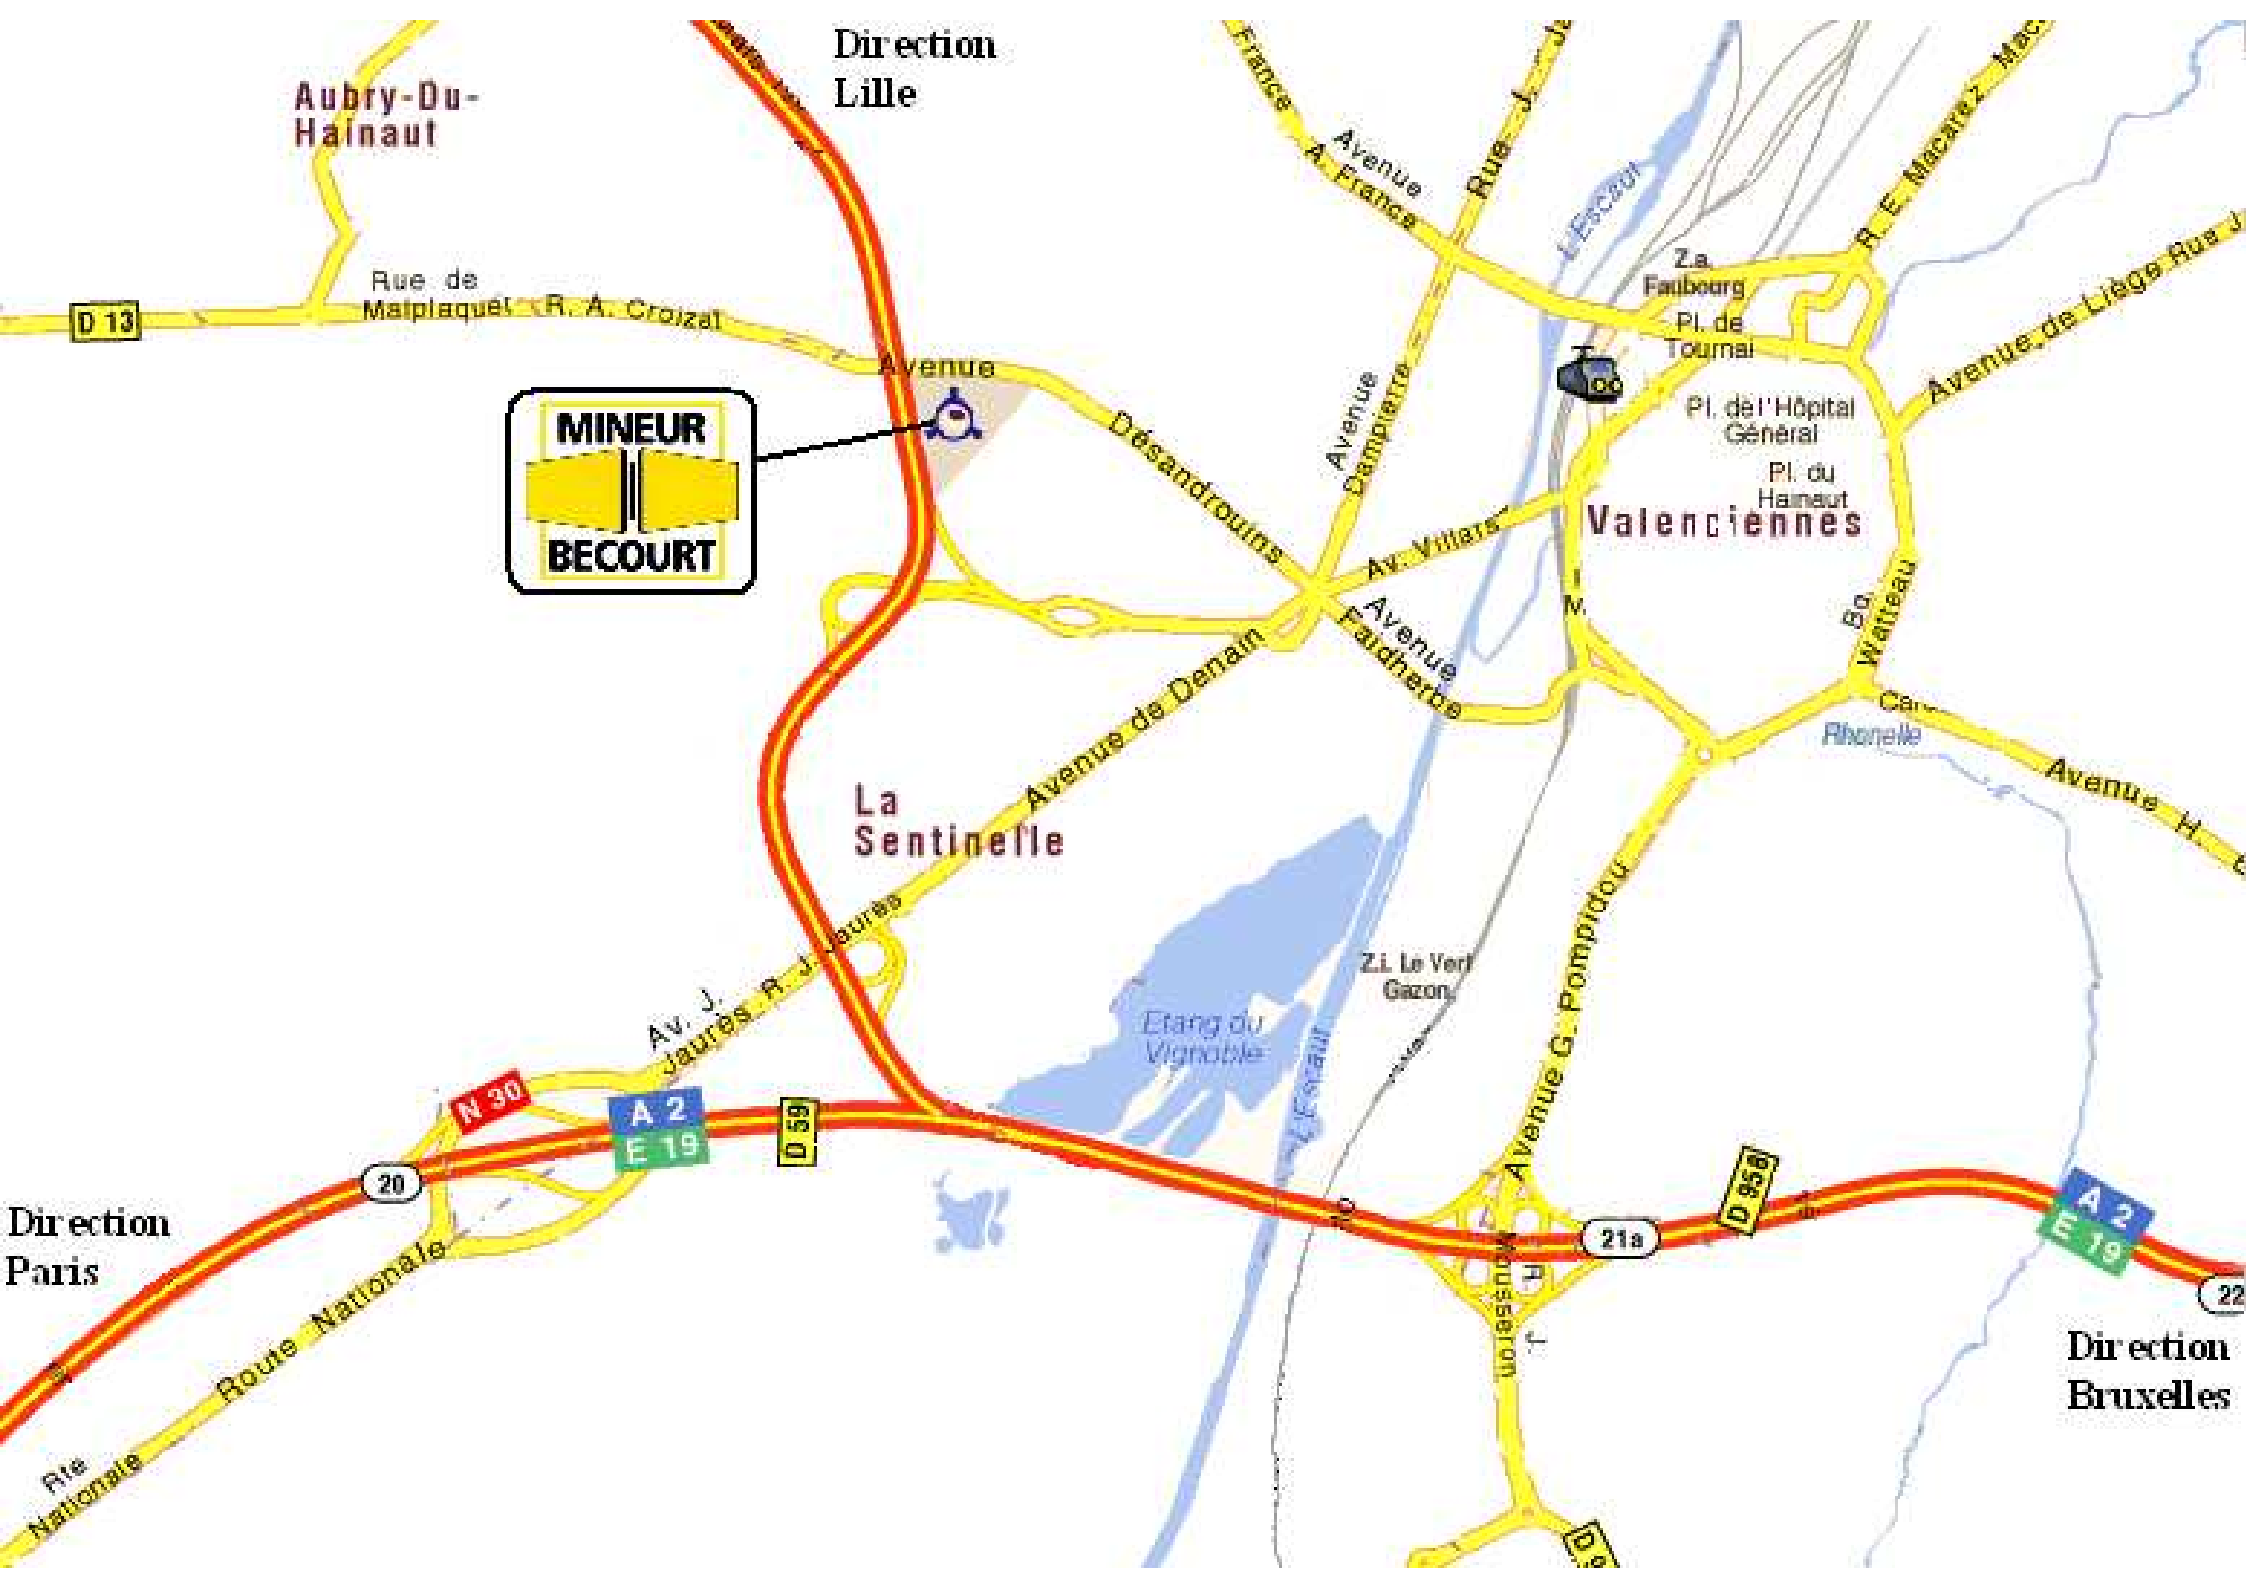 Direction
Lille
Aubry-Du-
Hainaut
France
Avenue
A. France
Rue J.
L'Escaut
R. E. Macarez
Z.a.
Faubourg
Pl. de
Tournai
Avenue de Liège Rue J.
Rue de
Malplaquet R. A. Croizat
D 13
Avenue
Désandrouins
MINEUR
BECOURT
Avenue
Dampierre
Pl. de l'Hôpital
Général
Pl. du
Hainaut
Valenciennes
Av. Villars
M.
Bd.
Watteau
Avenue
Faidherbe
Avenue de Denain
Rhonelle
Avenue H.
La
Sentinelle
Av. J.
Jaurès R. J. Jaurès
Z.i. Le Vert
Gazon
Avenue G. Pompidou
Etang du
Vignoble
L'Escaut
N 30
A 2
E 19
D 59
20
Direction
Paris
D 958
21a
A 2
E 19
22
R. J.
Mousseron
Route Nationale
Rte
Nationale
Direction
Bruxelles